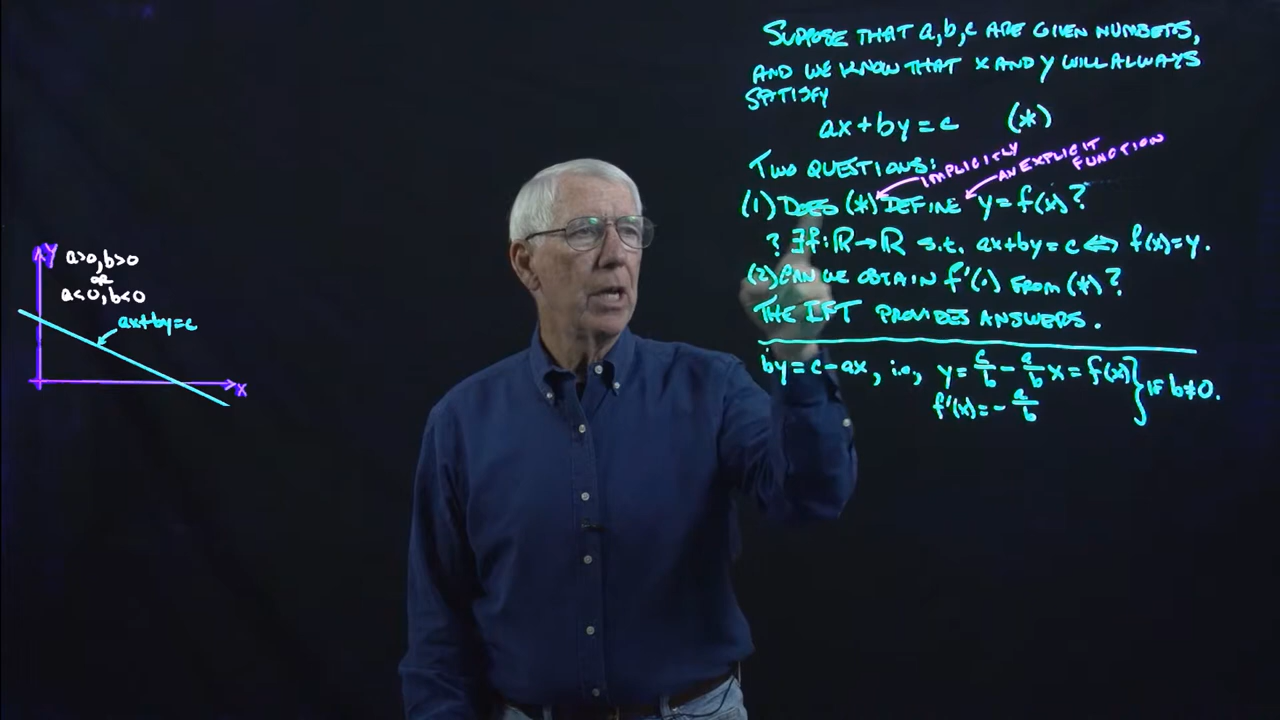 SUPPOSE THAT a,b,c ARE GIVEN NUMBERS,
AND WE KNOW THAT X AND Y WILL ALWAYS
SATISFY
ax+by=c (*)
TWO QUESTIONS:
IMPLICITLY
AN EXPLICIT
FUNCTION
(1) DOES (*) DEFINE y=f(x)?
? ∃f:ℝ→ℝ s.t. ax+by=c ⇔ f(x)=y.
(2) CAN WE OBTAIN f'(·) FROM (*)?
THE IFT PROVIDES ANSWERS.
by=c-ax, i.e., y=c/b-a/b x=f(x)
f'(x)=-a/b
} IF b≠0.
Y
a>0,b>0
OR
a<0,b<0
ax+by=c
X